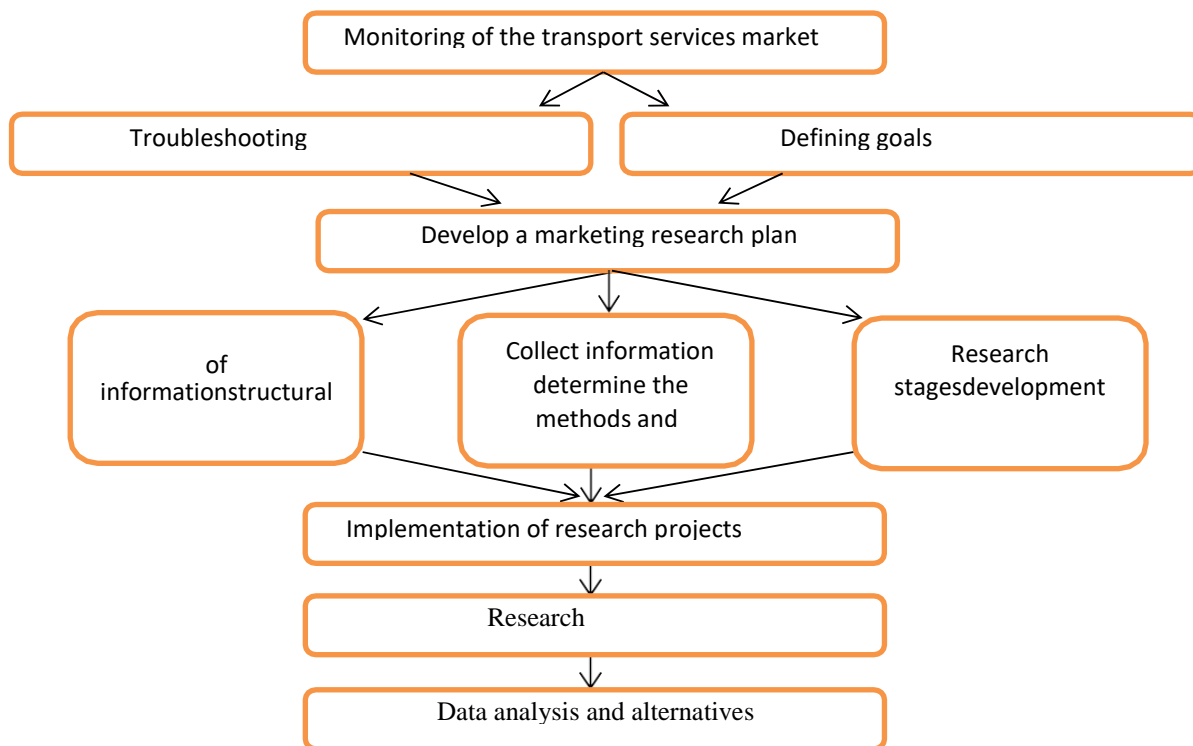 Monitoring of the transport services market
Troubleshooting
Defining goals
Develop a marketing research plan
of
informationstructural
Collect information
determine the
methods and
Research
stagesdevelopment
Implementation of research projects
Research
Data analysis and alternatives